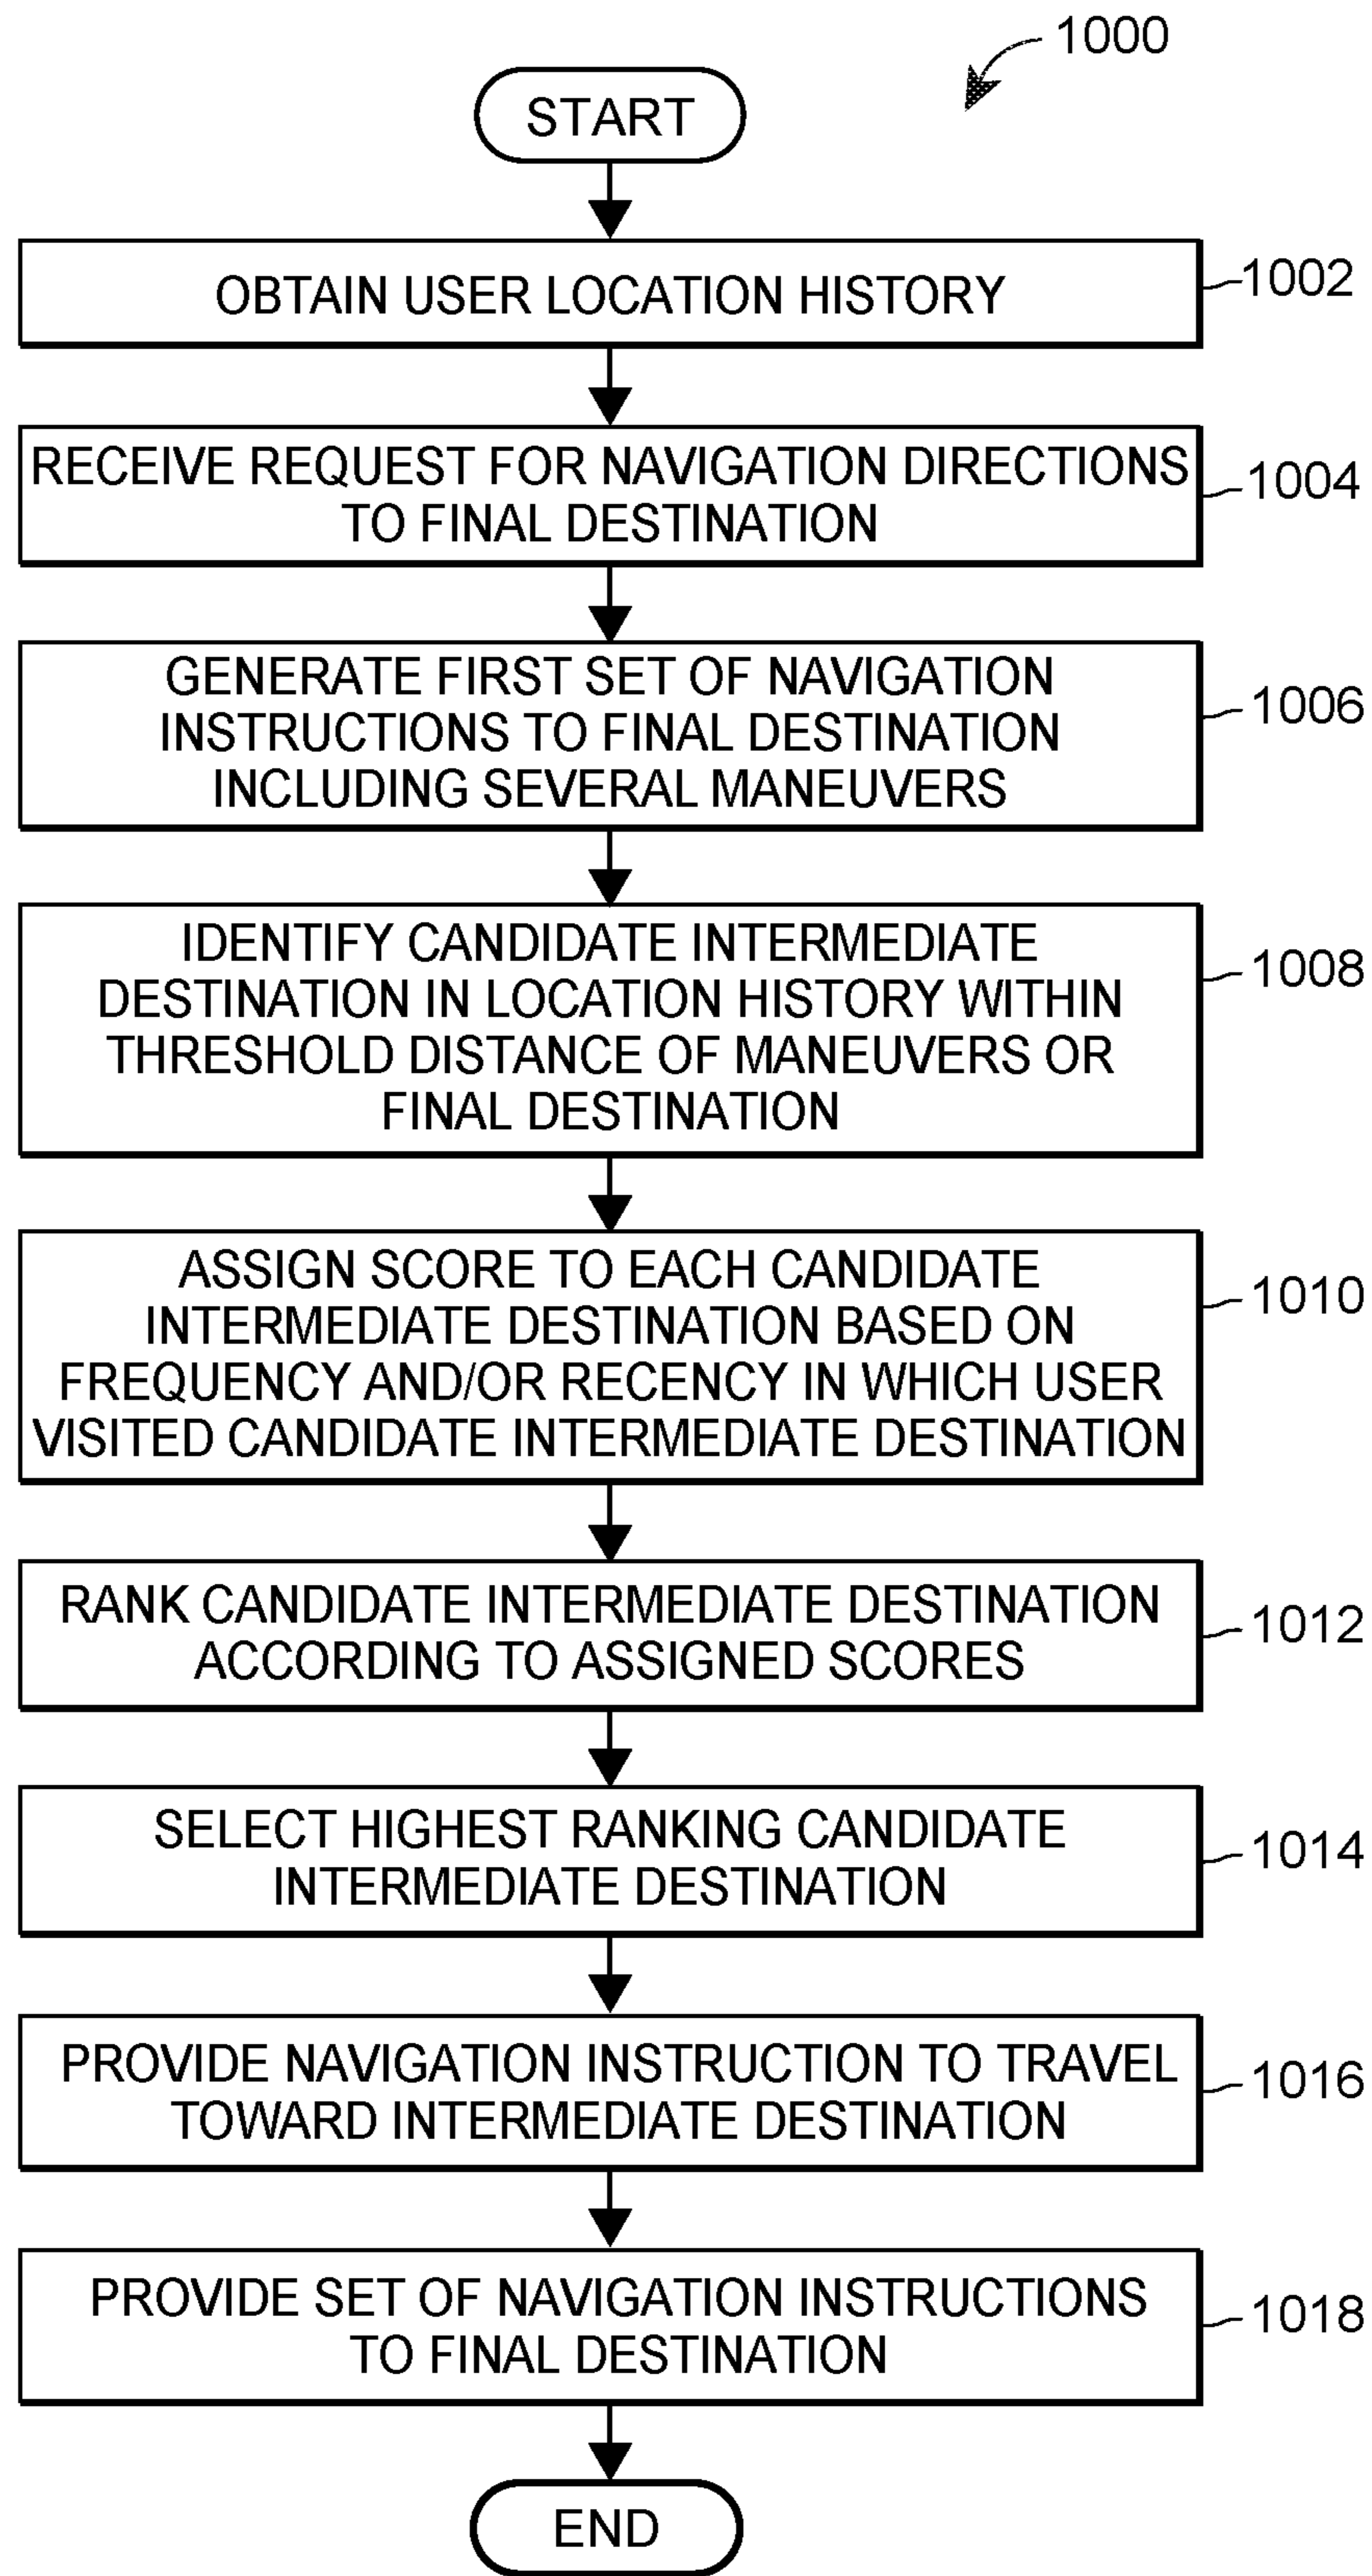 1000
START
OBTAIN USER LOCATION HISTORY
1002
RECEIVE REQUEST FOR NAVIGATION DIRECTIONS
TO FINAL DESTINATION
1004
GENERATE FIRST SET OF NAVIGATION
INSTRUCTIONS TO FINAL DESTINATION
INCLUDING SEVERAL MANEUVERS
1006
IDENTIFY CANDIDATE INTERMEDIATE
DESTINATION IN LOCATION HISTORY WITHIN
THRESHOLD DISTANCE OF MANEUVERS OR
FINAL DESTINATION
1008
ASSIGN SCORE TO EACH CANDIDATE
INTERMEDIATE DESTINATION BASED ON
FREQUENCY AND/OR RECENCY IN WHICH USER
VISITED CANDIDATE INTERMEDIATE DESTINATION
1010
RANK CANDIDATE INTERMEDIATE DESTINATION
ACCORDING TO ASSIGNED SCORES
1012
SELECT HIGHEST RANKING CANDIDATE
INTERMEDIATE DESTINATION
1014
PROVIDE NAVIGATION INSTRUCTION TO TRAVEL
TOWARD INTERMEDIATE DESTINATION
1016
PROVIDE SET OF NAVIGATION INSTRUCTIONS
TO FINAL DESTINATION
1018
END